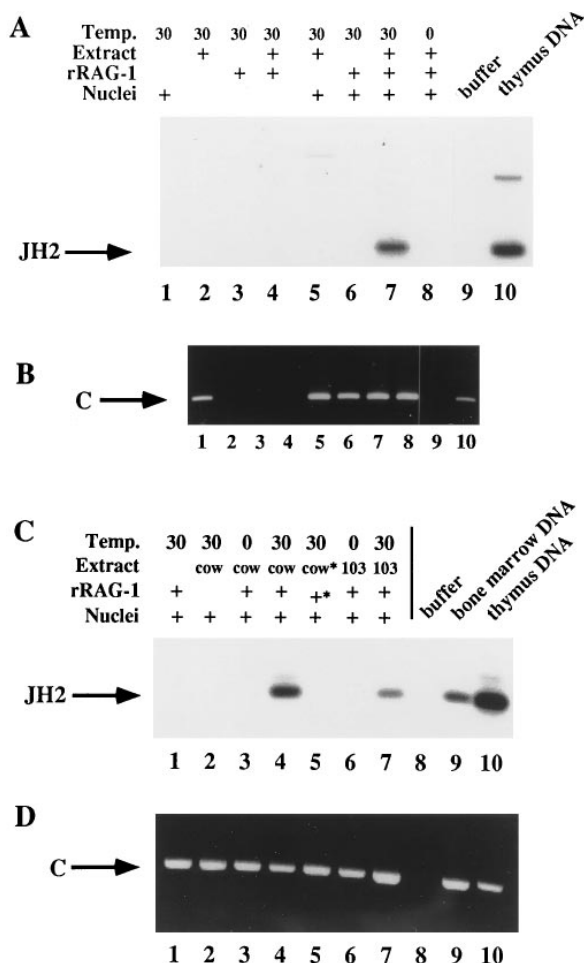 A
Temp. 30 30 30 30 30 30 30 0
Extract + + + + +
rRAG-1 + + + + +
Nuclei + + + + +
buffer
thymus DNA
JH2
1 2 3 4 5 6 7 8 9 10
B
C
1 2 3 4 5 6 7 8 9 10
C
Temp. 30 30 0 30 30 0 30
Extract cow cow cow cow* 103 103
rRAG-1 + + + +* + +
Nuclei + + + + + + +
buffer
bone marrow DNA
thymus DNA
JH2
1 2 3 4 5 6 7 8 9 10
D
C
1 2 3 4 5 6 7 8 9 10